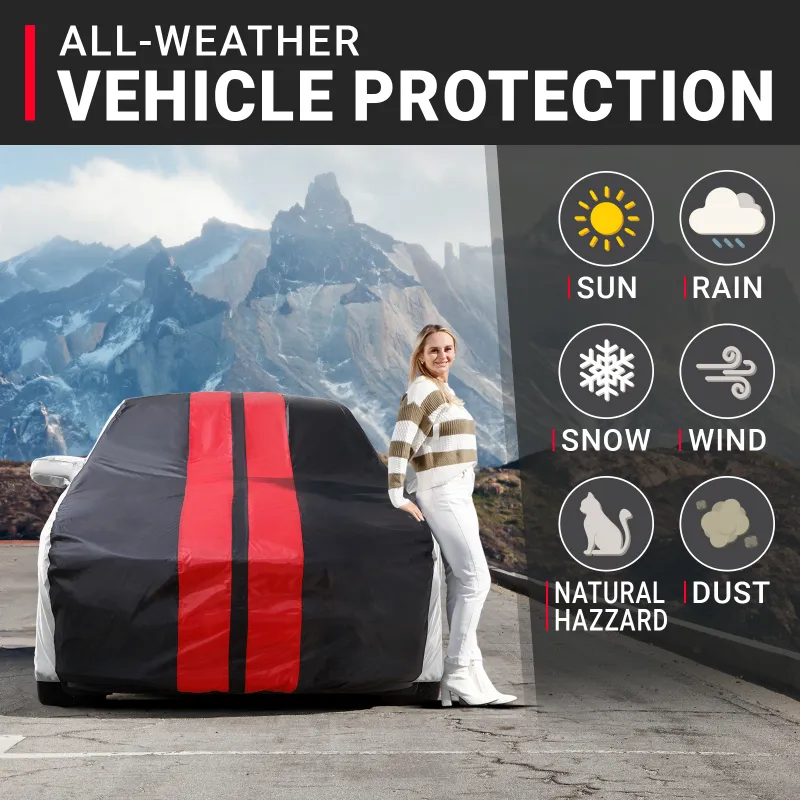 ALL-WEATHER
VEHICLE PROTECTION
SUN
RAIN
SNOW
WIND
NATURAL
HAZZARD
DUST